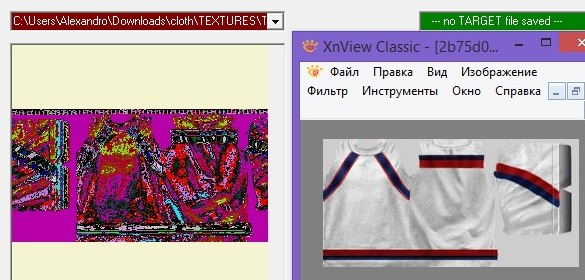 C:\Users\Alexandro\Downloads\cloth\TEXTURES\T
--- no TARGET file saved ---
XnView Classic - [2b75d0...
Файл Правка Вид Изображение
Фильтр Инструменты Окно Справка